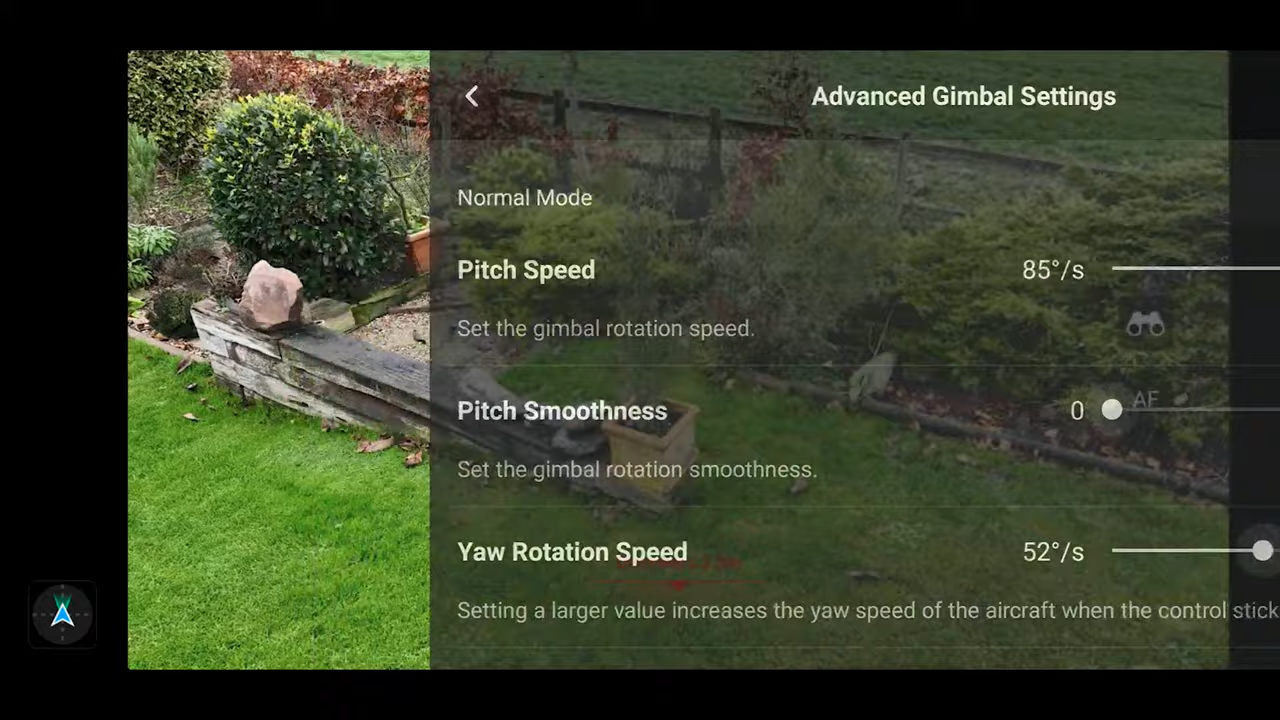 Advanced Gimbal Settings
Normal Mode
Pitch Speed
85°/s
Set the gimbal rotation speed.
AF
Pitch Smoothness
0
Set the gimbal rotation smoothness.
Yaw Rotation Speed
52°/s
Setting a larger value increases the yaw speed of the aircraft when the control stick